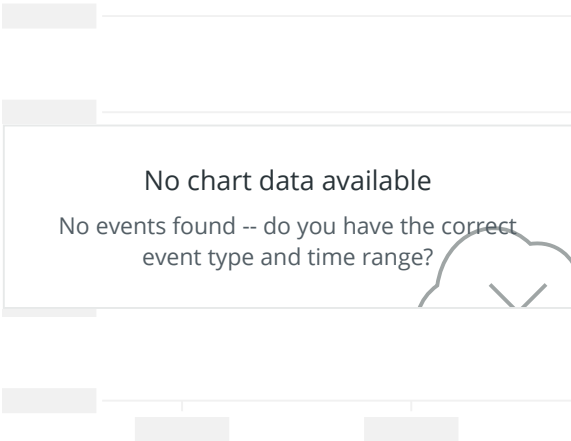 No chart data available
No events found -- do you have the correct
event type and time range?